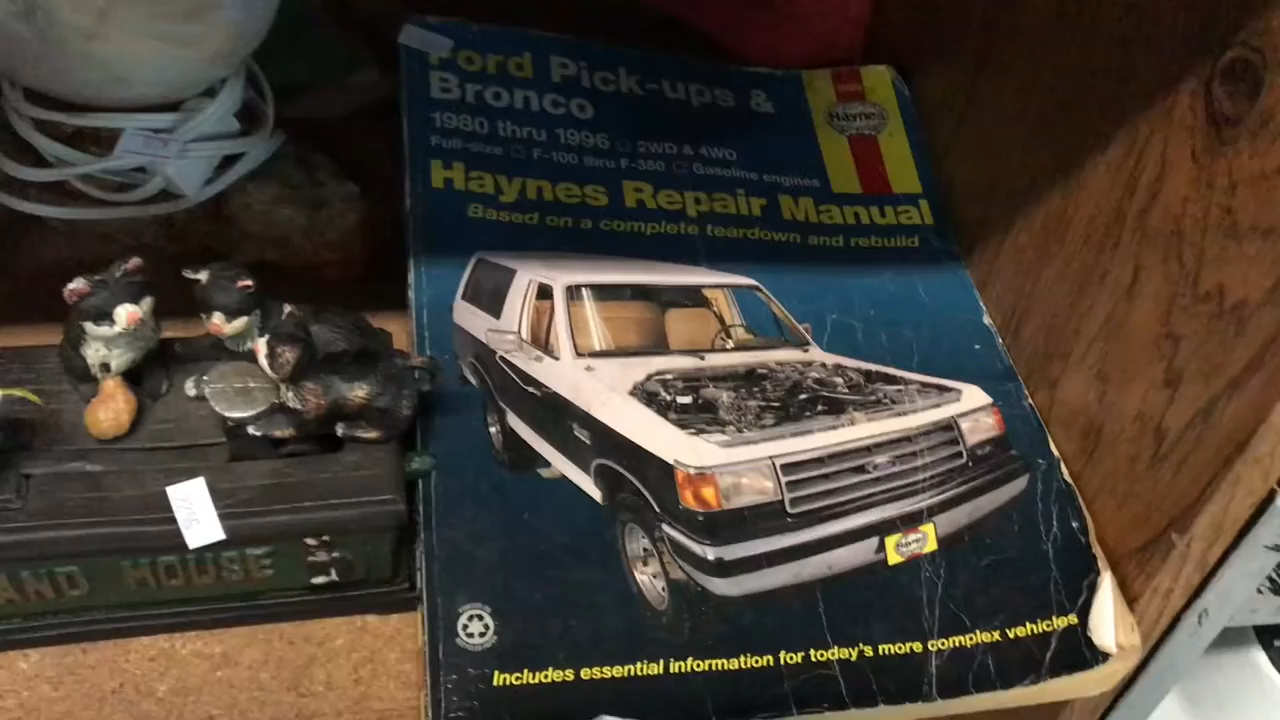 Ford Pick-ups &
Bronco
1980 thru 1996 □ 2WD & 4WD
Full-size □ F-100 thru F-350 □ Gasoline engines
Haynes Repair Manual
Based on a complete teardown and rebuild
Haynes
Haynes
AND MOUSE
Includes essential information for today's more complex vehicles